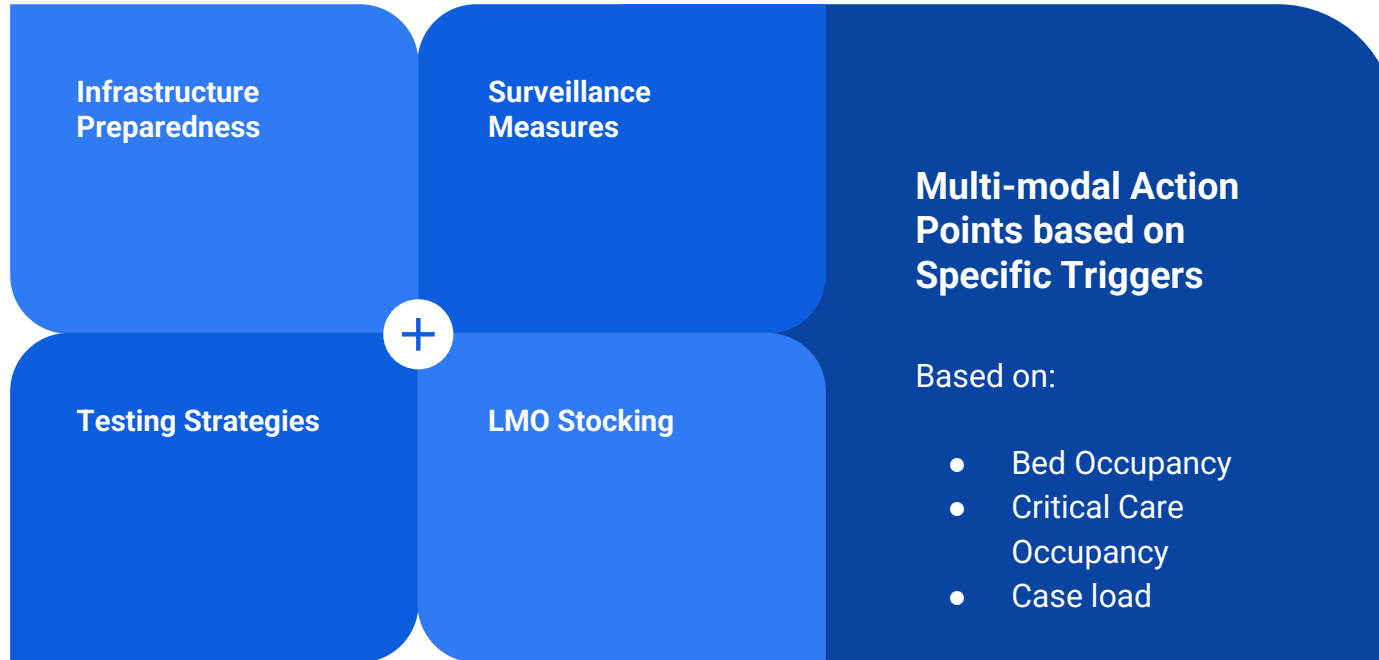 Infrastructure
Preparedness
Surveillance
Measures
Testing Strategies
LMO Stocking
Multi-modal Action
Points based on
Specific Triggers
Based on:
● Bed Occupancy
● Critical Care
Occupancy
● Case load